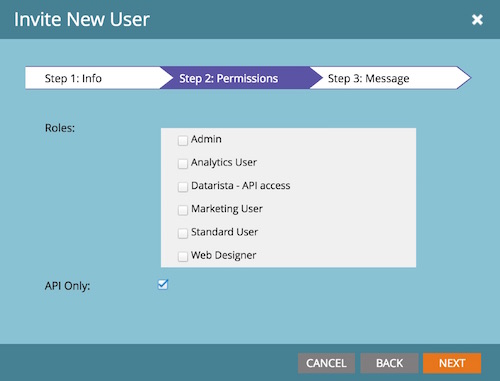 Invite New User
Step 1: Info
Step 2: Permissions
Step 3: Message
Roles:
Admin
Analytics User
Datarista - API access
Marketing User
Standard User
Web Designer
API Only:
CANCEL
BACK
NEXT